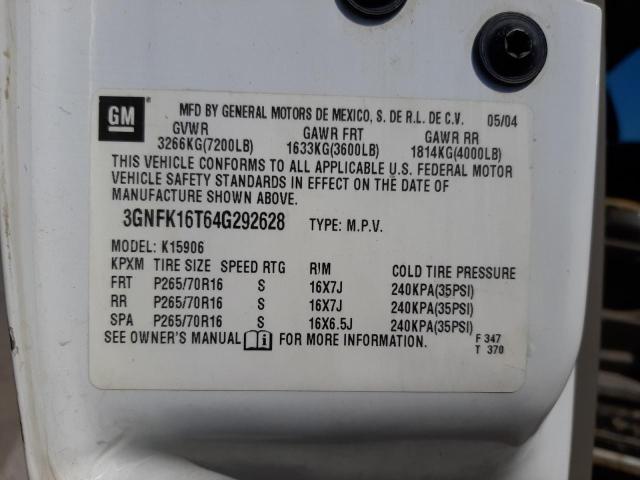 GM
MFD BY GENERAL MOTORS DE MEXICO, S. DE R.L. DE C.V. 05/04
GVWR GAWR FRT GAWR RR
3266KG(7200LB) 1633KG(3600LB) 1814KG(4000LB)
THIS VEHICLE CONFORMS TO ALL APPLICABLE U.S. FEDERAL MOTOR
VEHICLE SAFETY STANDARDS IN EFFECT ON THE DATE OF
MANUFACTURE SHOWN ABOVE.
3GNFK16T64G292628 TYPE: M.P.V.
MODEL: K15906
KPXM TIRE SIZE SPEED RTG RIM COLD TIRE PRESSURE
FRT P265/70R16 S 16X7J 240KPA(35PSI)
RR P265/70R16 S 16X7J 240KPA(35PSI)
SPA P265/70R16 S 16X6.5J 240KPA(35PSI)
SEE OWNER'S MANUAL FOR MORE INFORMATION. F 347
T 370